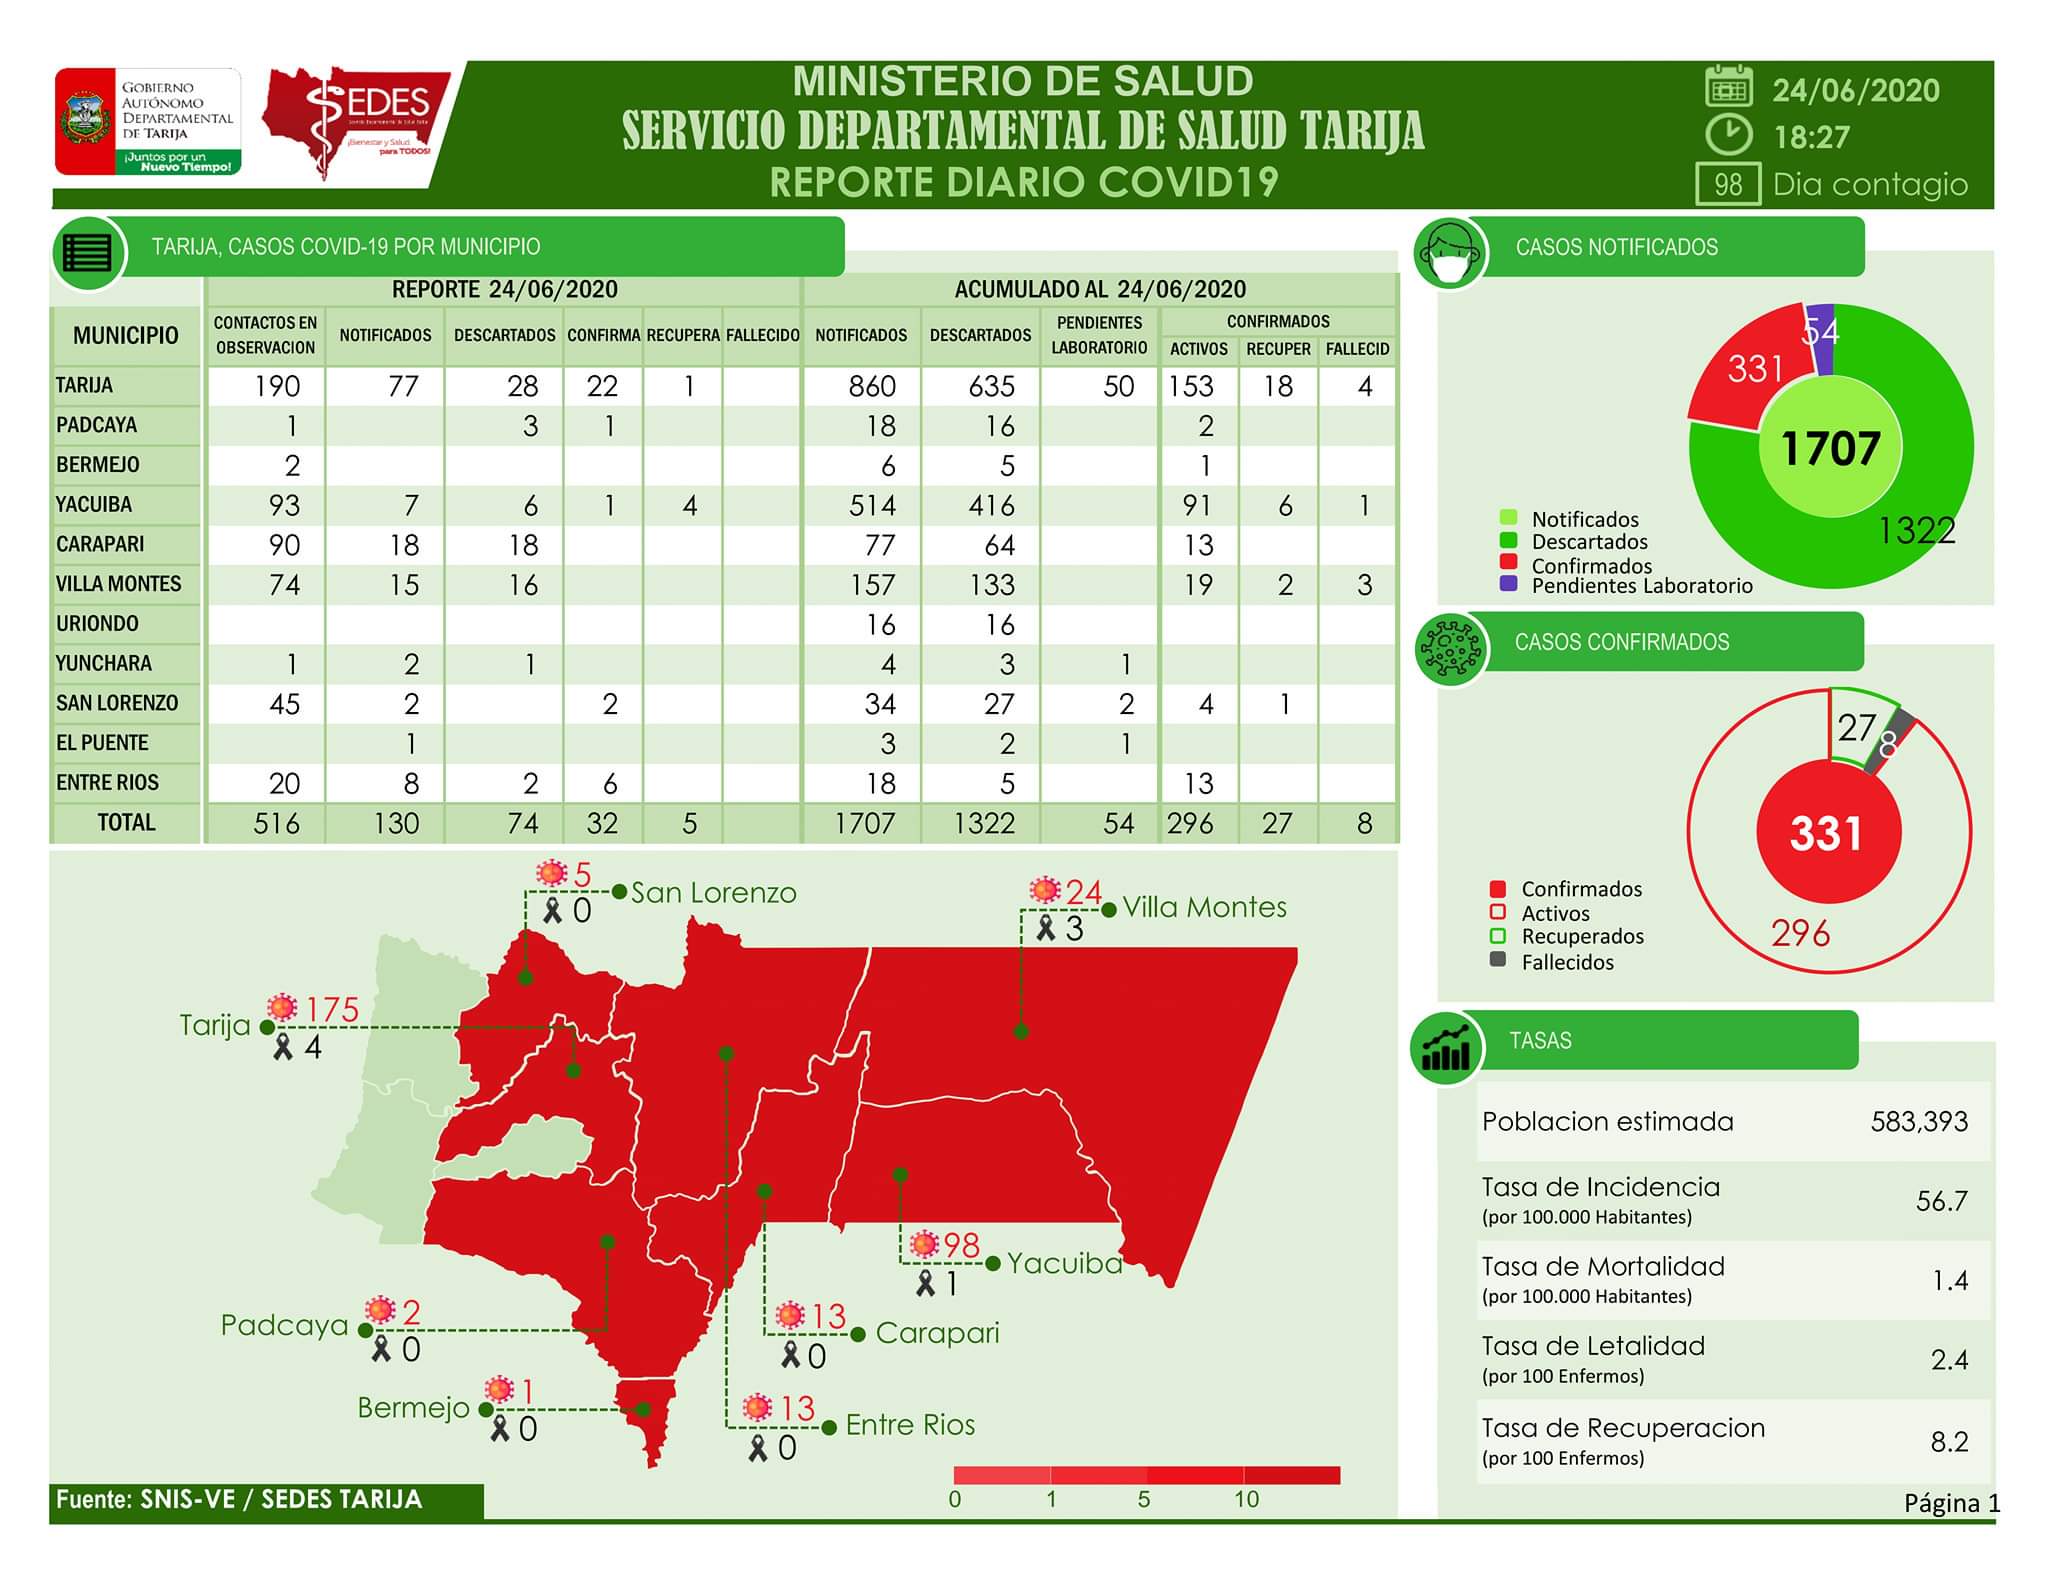 GOBIERNO
AUTÓNOMO
DEPARTAMENTAL
DE TARIJA
¡Juntos por un
Nuevo Tiempo!
SEDES
¡Bienestar y Salud
para TODOS!
MINISTERIO DE SALUD
SERVICIO DEPARTAMENTAL DE SALUD TARIJA
REPORTE DIARIO COVID19
24/06/2020
18:27
98 Dia contagio
TARIJA, CASOS COVID-19 POR MUNICIPIO
REPORTE 24/06/2020 ACUMULADO AL 24/06/2020
MUNICIPIO CONTACTOS EN OBSERVACION NOTIFICADOS DESCARTADOS CONFIRMA RECUPERA FALLECIDO NOTIFICADOS DESCARTADOS PENDIENTES LABORATORIO CONFIRMADOS
ACTIVOS RECUPER FALLECID
TARIJA 190 77 28 22 1 860 635 50 153 18 4
PADCAYA 1 3 1 18 16 2
BERMEJO 2 6 5 1
YACUIBA 93 7 6 1 4 514 416 91 6 1
CARAPARI 90 18 18 77 64 13
VILLA MONTES 74 15 16 157 133 19 2 3
URIONDO 16 16
YUNCHARA 1 2 1 4 3 1
SAN LORENZO 45 2 2 34 27 2 4 1
EL PUENTE 1 3 2 1
ENTRE RIOS 20 8 2 6 18 5 13
TOTAL 516 130 74 32 5 1707 1322 54 296 27 8
CASOS NOTIFICADOS
54
331
1707
1322
Notificados
Descartados
Confirmados
Pendientes Laboratorio
CASOS CONFIRMADOS
27
8
331
296
Confirmados
Activos
Recuperados
Fallecidos
TASAS
Poblacion estimada 583,393
Tasa de Incidencia 56.7
(por 100.000 Habitantes)
Tasa de Mortalidad 1.4
(por 100.000 Habitantes)
Tasa de Letalidad 2.4
(por 100 Enfermos)
Tasa de Recuperacion 8.2
(por 100 Enfermos)
5
San Lorenzo
0
24
Villa Montes
3
175
Tarija
4
98
Yacuiba
1
2
Padcaya
0
13
Carapari
0
1
Bermejo
0
13
Entre Rios
0
0 1 5 10
Fuente: SNIS-VE / SEDES TARIJA
Página 1